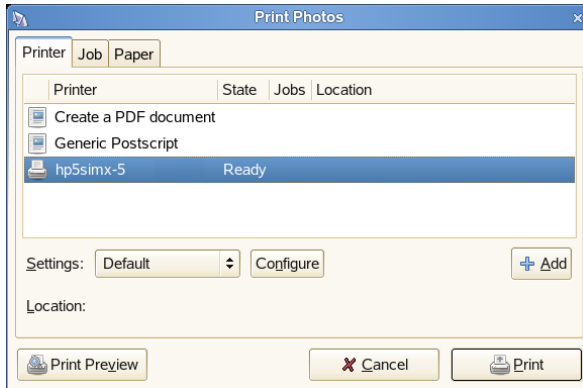 Print Photos
Printer Job Paper
Printer State Jobs Location
Create a PDF document
Generic Postscript
hp5simx-5 Ready
Settings: Default Configure Add
Location:
Print Preview Cancel Print